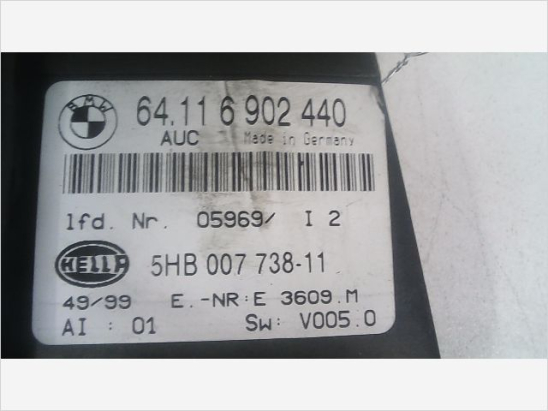 BMW
64.11 6 902 440
AUC Made in Germany
lfd. Nr. 05969/ I 2
HELLA 5HB 007 738-11
49/99 E.-NR:E 3609.M
AI : 01 Sw: V005.0